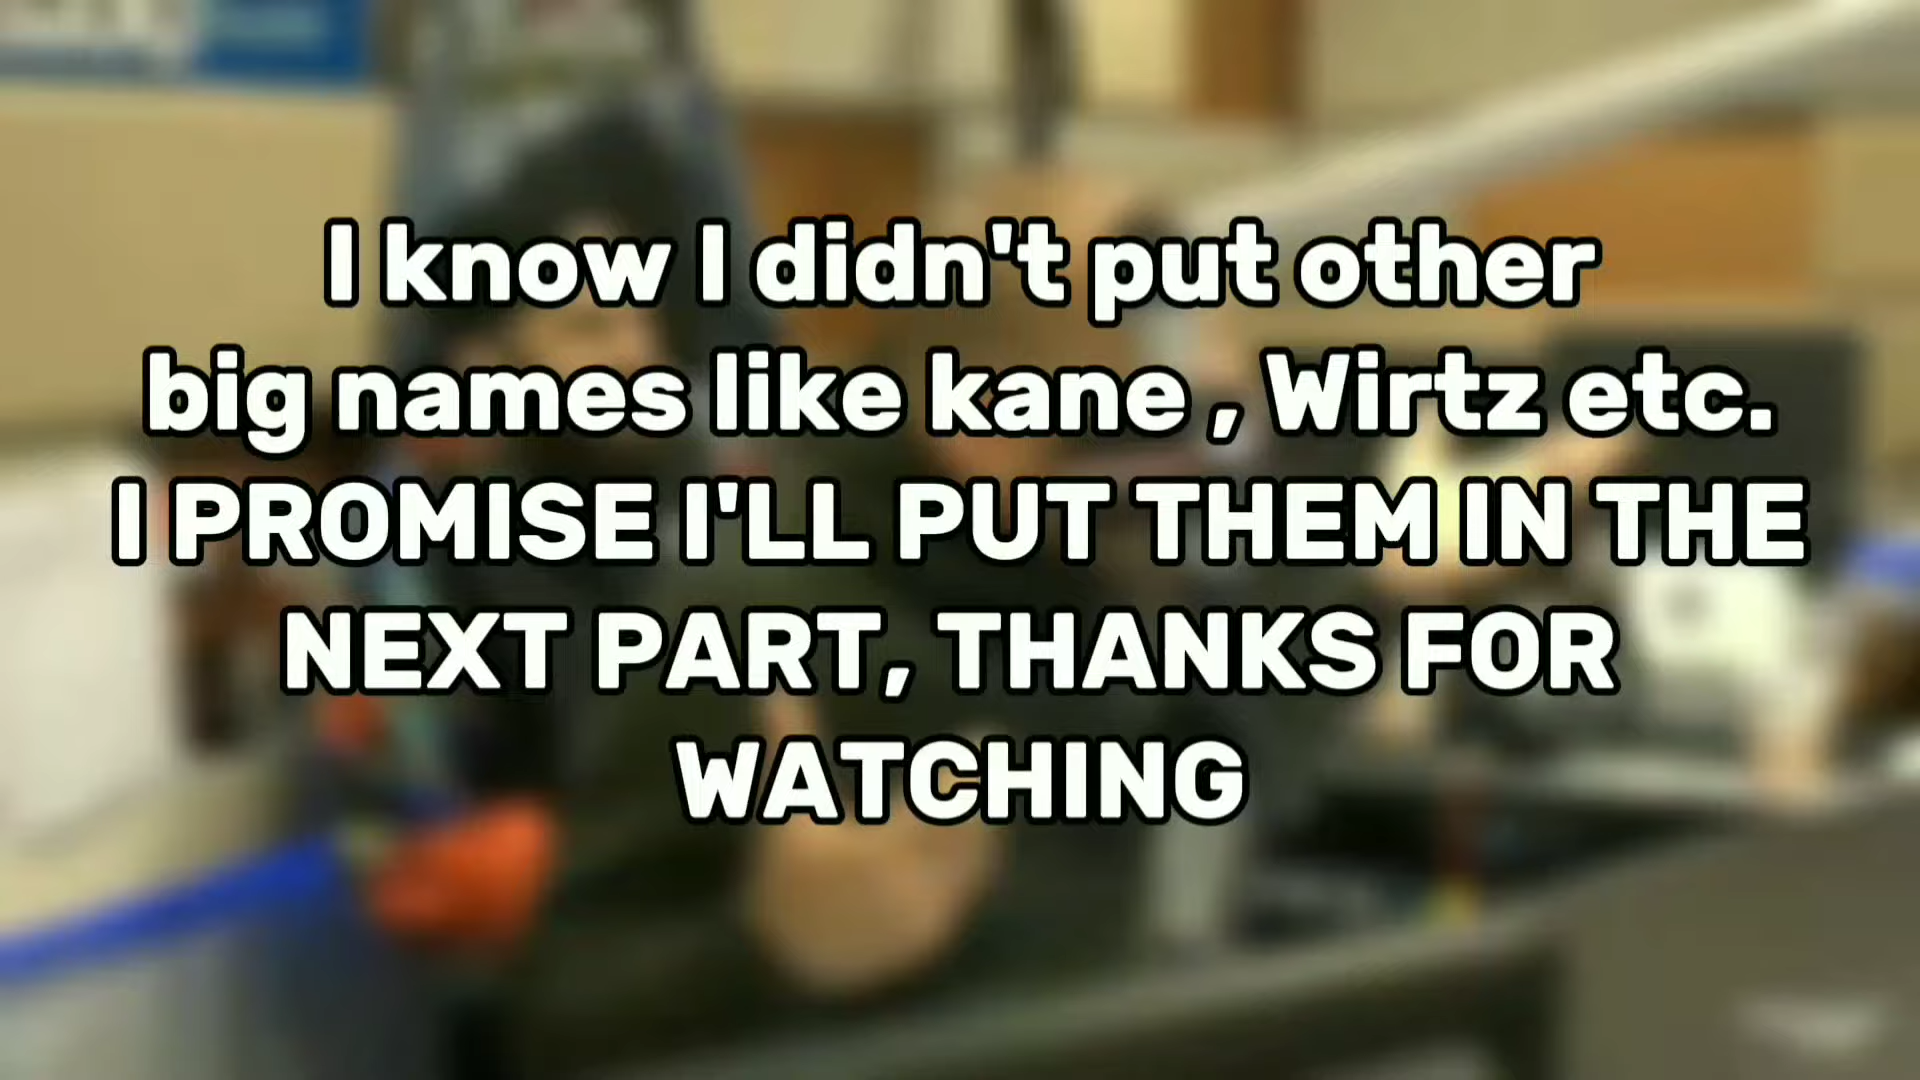 I know I didn't put other
big names like kane , Wirtz etc.
I PROMISE I'LL PUT THEM IN THE
NEXT PART, THANKS FOR
WATCHING